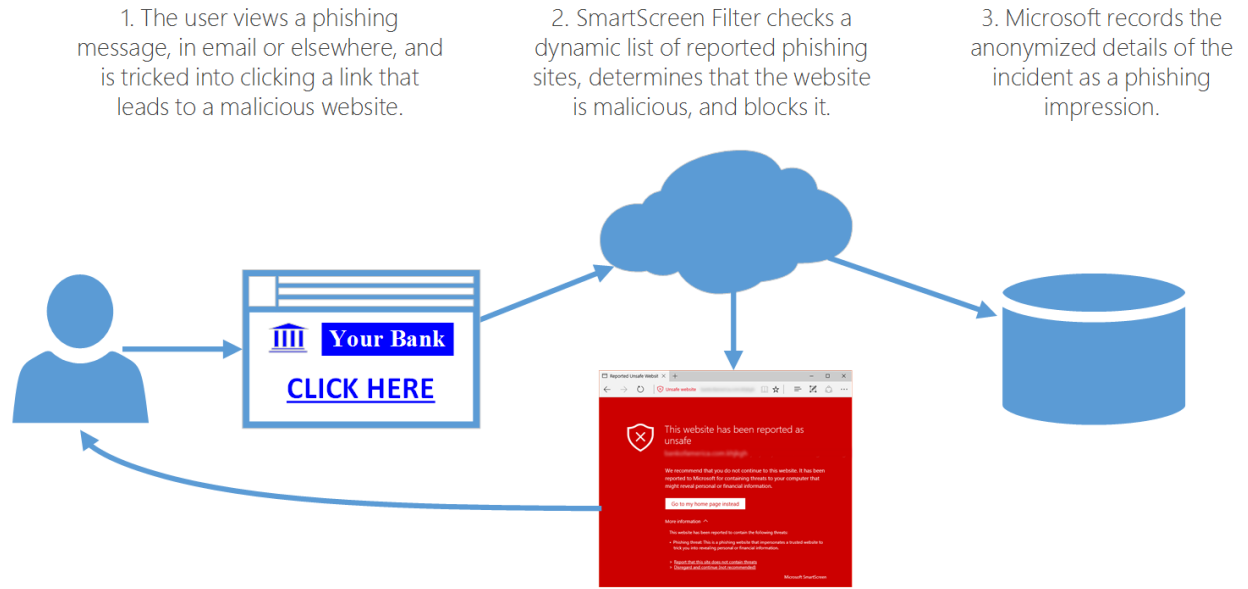 1. The user views a phishing
message, in email or elsewhere, and
is tricked into clicking a link that
leads to a malicious website.
2. SmartScreen Filter checks a
dynamic list of reported phishing
sites, determines that the website
is malicious, and blocks it.
3. Microsoft records the
anonymized details of the
incident as a phishing
impression.
Your Bank
CLICK HERE
Reported Unsafe Websit
Unsafe website
This website has been reported as
unsafe
We recommend that you do not continue to this website. It has been
reported to Microsoft for containing threats to your computer that
might reveal personal or financial information.
Go to my home page instead
More information
This website has been reported to contain the following threats:
• Phishing threat: This is a phishing website that impersonates a trusted website to
trick you into revealing personal or financial information.
• Report that this site does not contain threats
• Disregard and continue (not recommended)
Microsoft SmartScreen